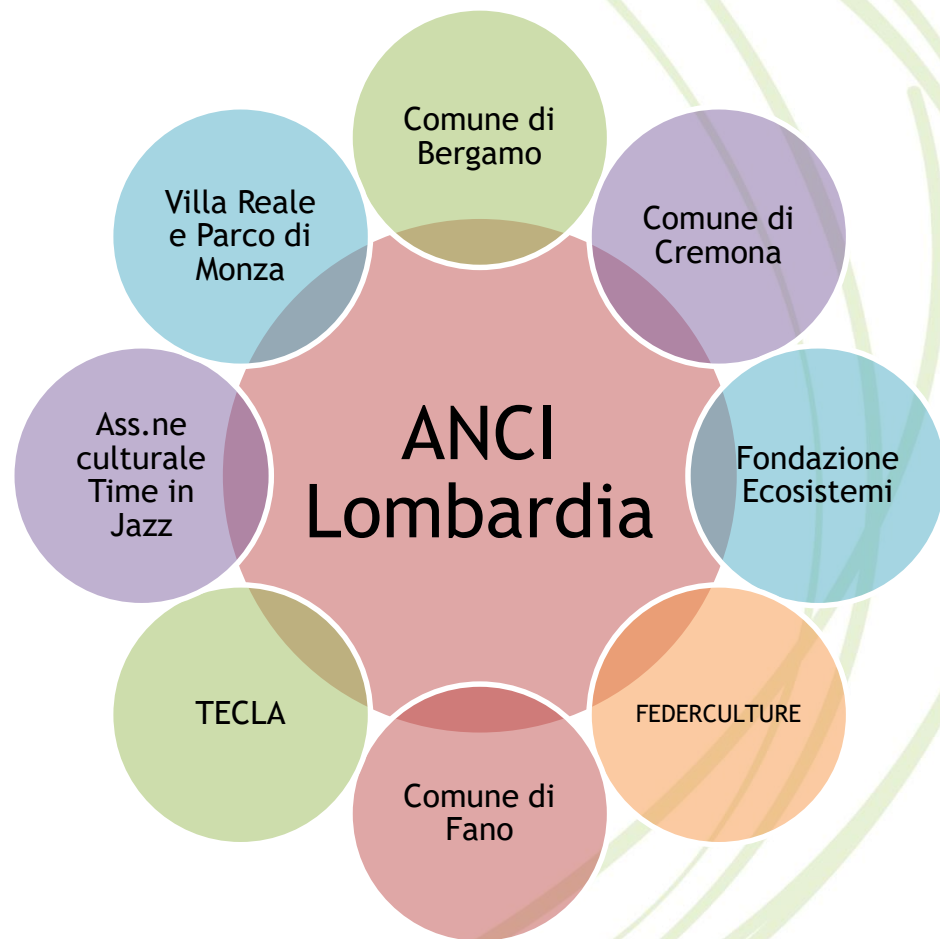 Comune di
Bergamo
Comune di
Cremona
Fondazione
Ecosistemi
FEDERCULTURE
Comune di
Fano
TECLA
Ass.ne
culturale
Time in
Jazz
Villa Reale
e Parco di
Monza
ANCI
Lombardia